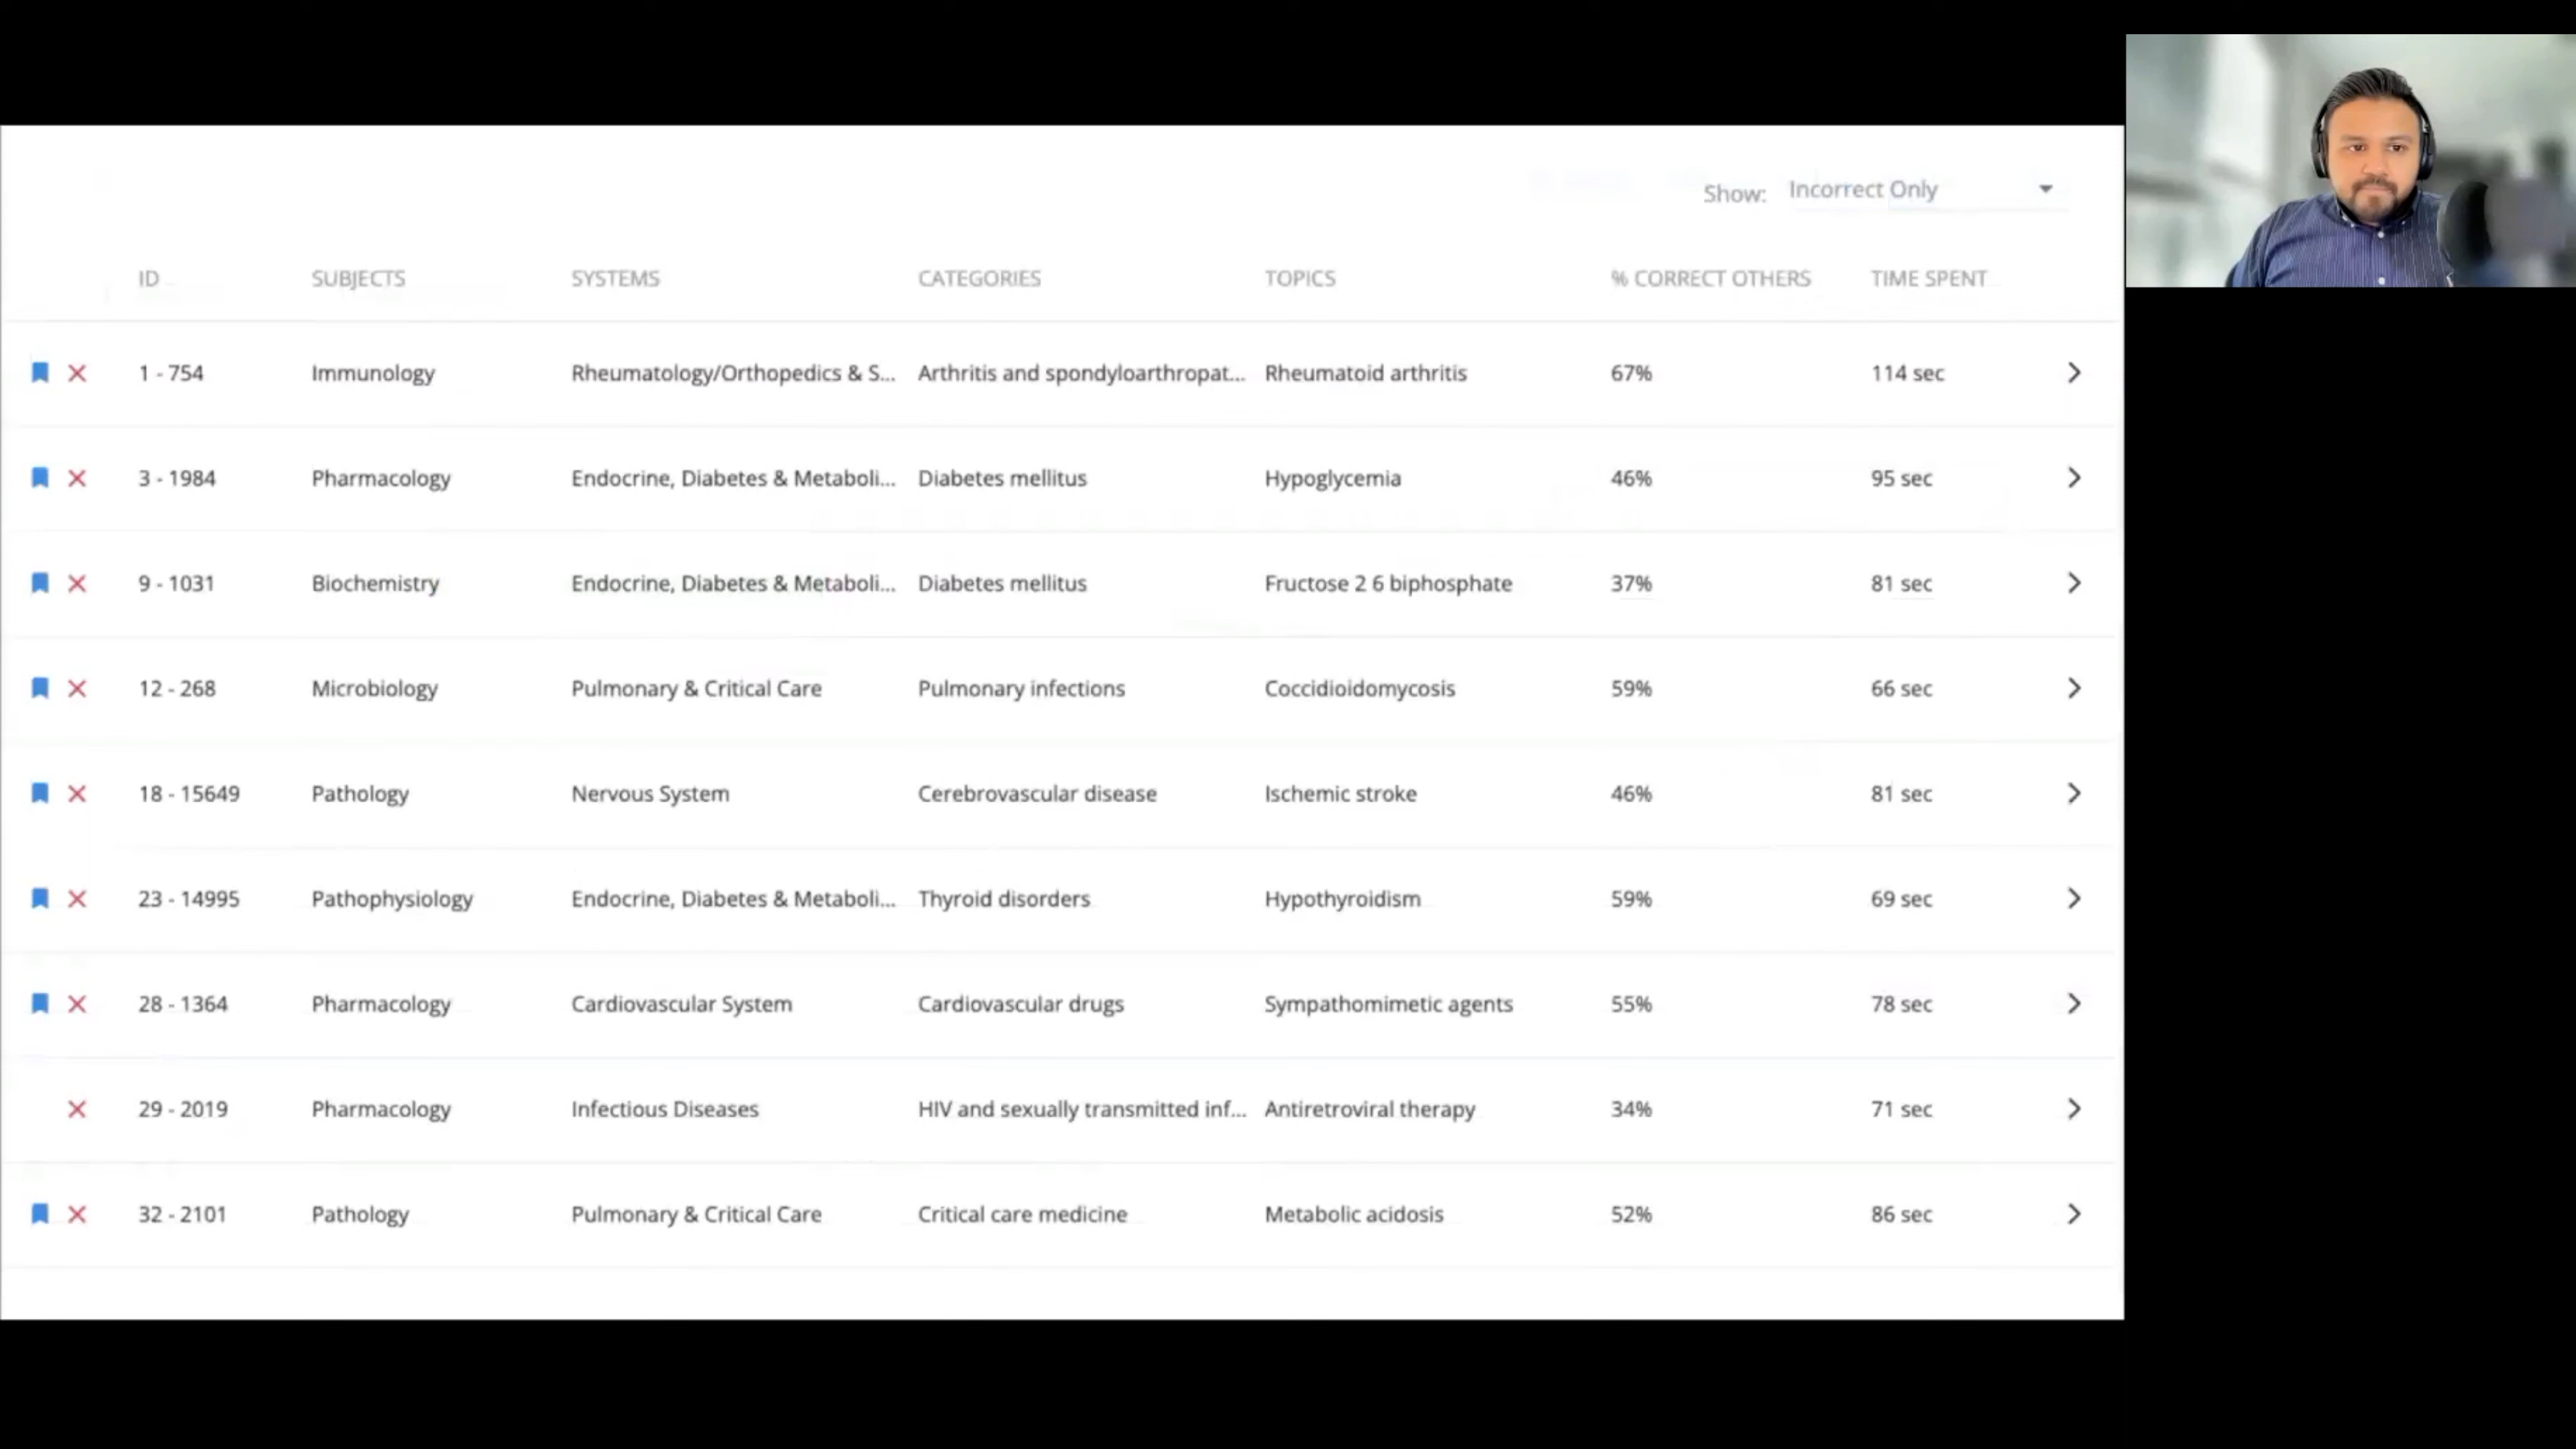 Show: Incorrect Only
ID SUBJECTS SYSTEMS CATEGORIES TOPICS % CORRECT OTHERS TIME SPENT
1 - 754 Immunology Rheumatology/Orthopedics & S... Arthritis and spondyloarthropat... Rheumatoid arthritis 67% 114 sec
3 - 1984 Pharmacology Endocrine, Diabetes & Metaboli... Diabetes mellitus Hypoglycemia 46% 95 sec
9 - 1031 Biochemistry Endocrine, Diabetes & Metaboli... Diabetes mellitus Fructose 2 6 biphosphate 37% 81 sec
12 - 268 Microbiology Pulmonary & Critical Care Pulmonary infections Coccidioidomycosis 59% 66 sec
18 - 15649 Pathology Nervous System Cerebrovascular disease Ischemic stroke 46% 81 sec
23 - 14995 Pathophysiology Endocrine, Diabetes & Metaboli... Thyroid disorders Hypothyroidism 59% 69 sec
28 - 1364 Pharmacology Cardiovascular System Cardiovascular drugs Sympathomimetic agents 55% 78 sec
29 - 2019 Pharmacology Infectious Diseases HIV and sexually transmitted inf... Antiretroviral therapy 34% 71 sec
32 - 2101 Pathology Pulmonary & Critical Care Critical care medicine Metabolic acidosis 52% 86 sec